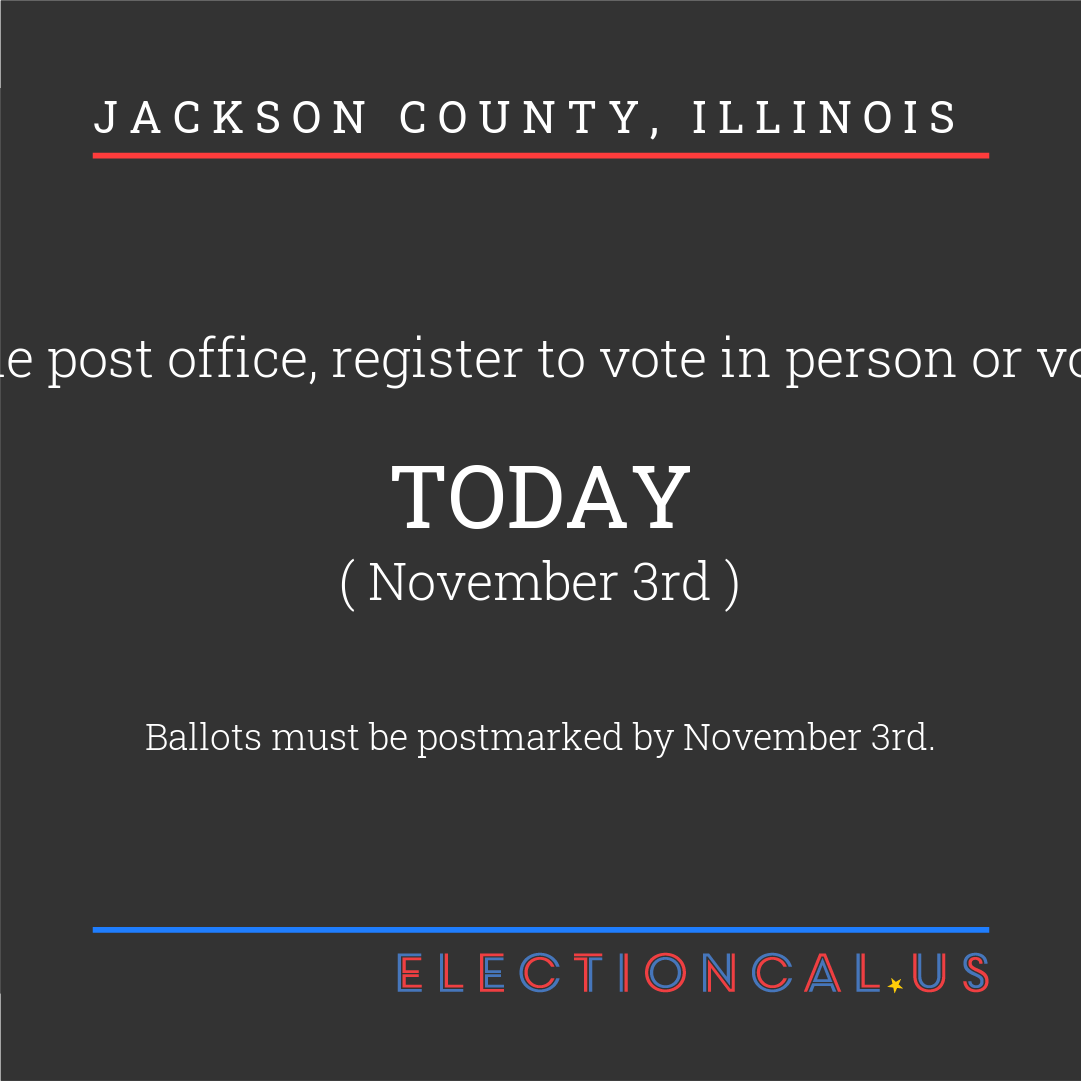 JACKSON COUNTY, ILLINOIS
post office, register to vote in person or
TODAY
( November 3rd )
Ballots must be postmarked by November 3rd.
ELECTIONCAL.US